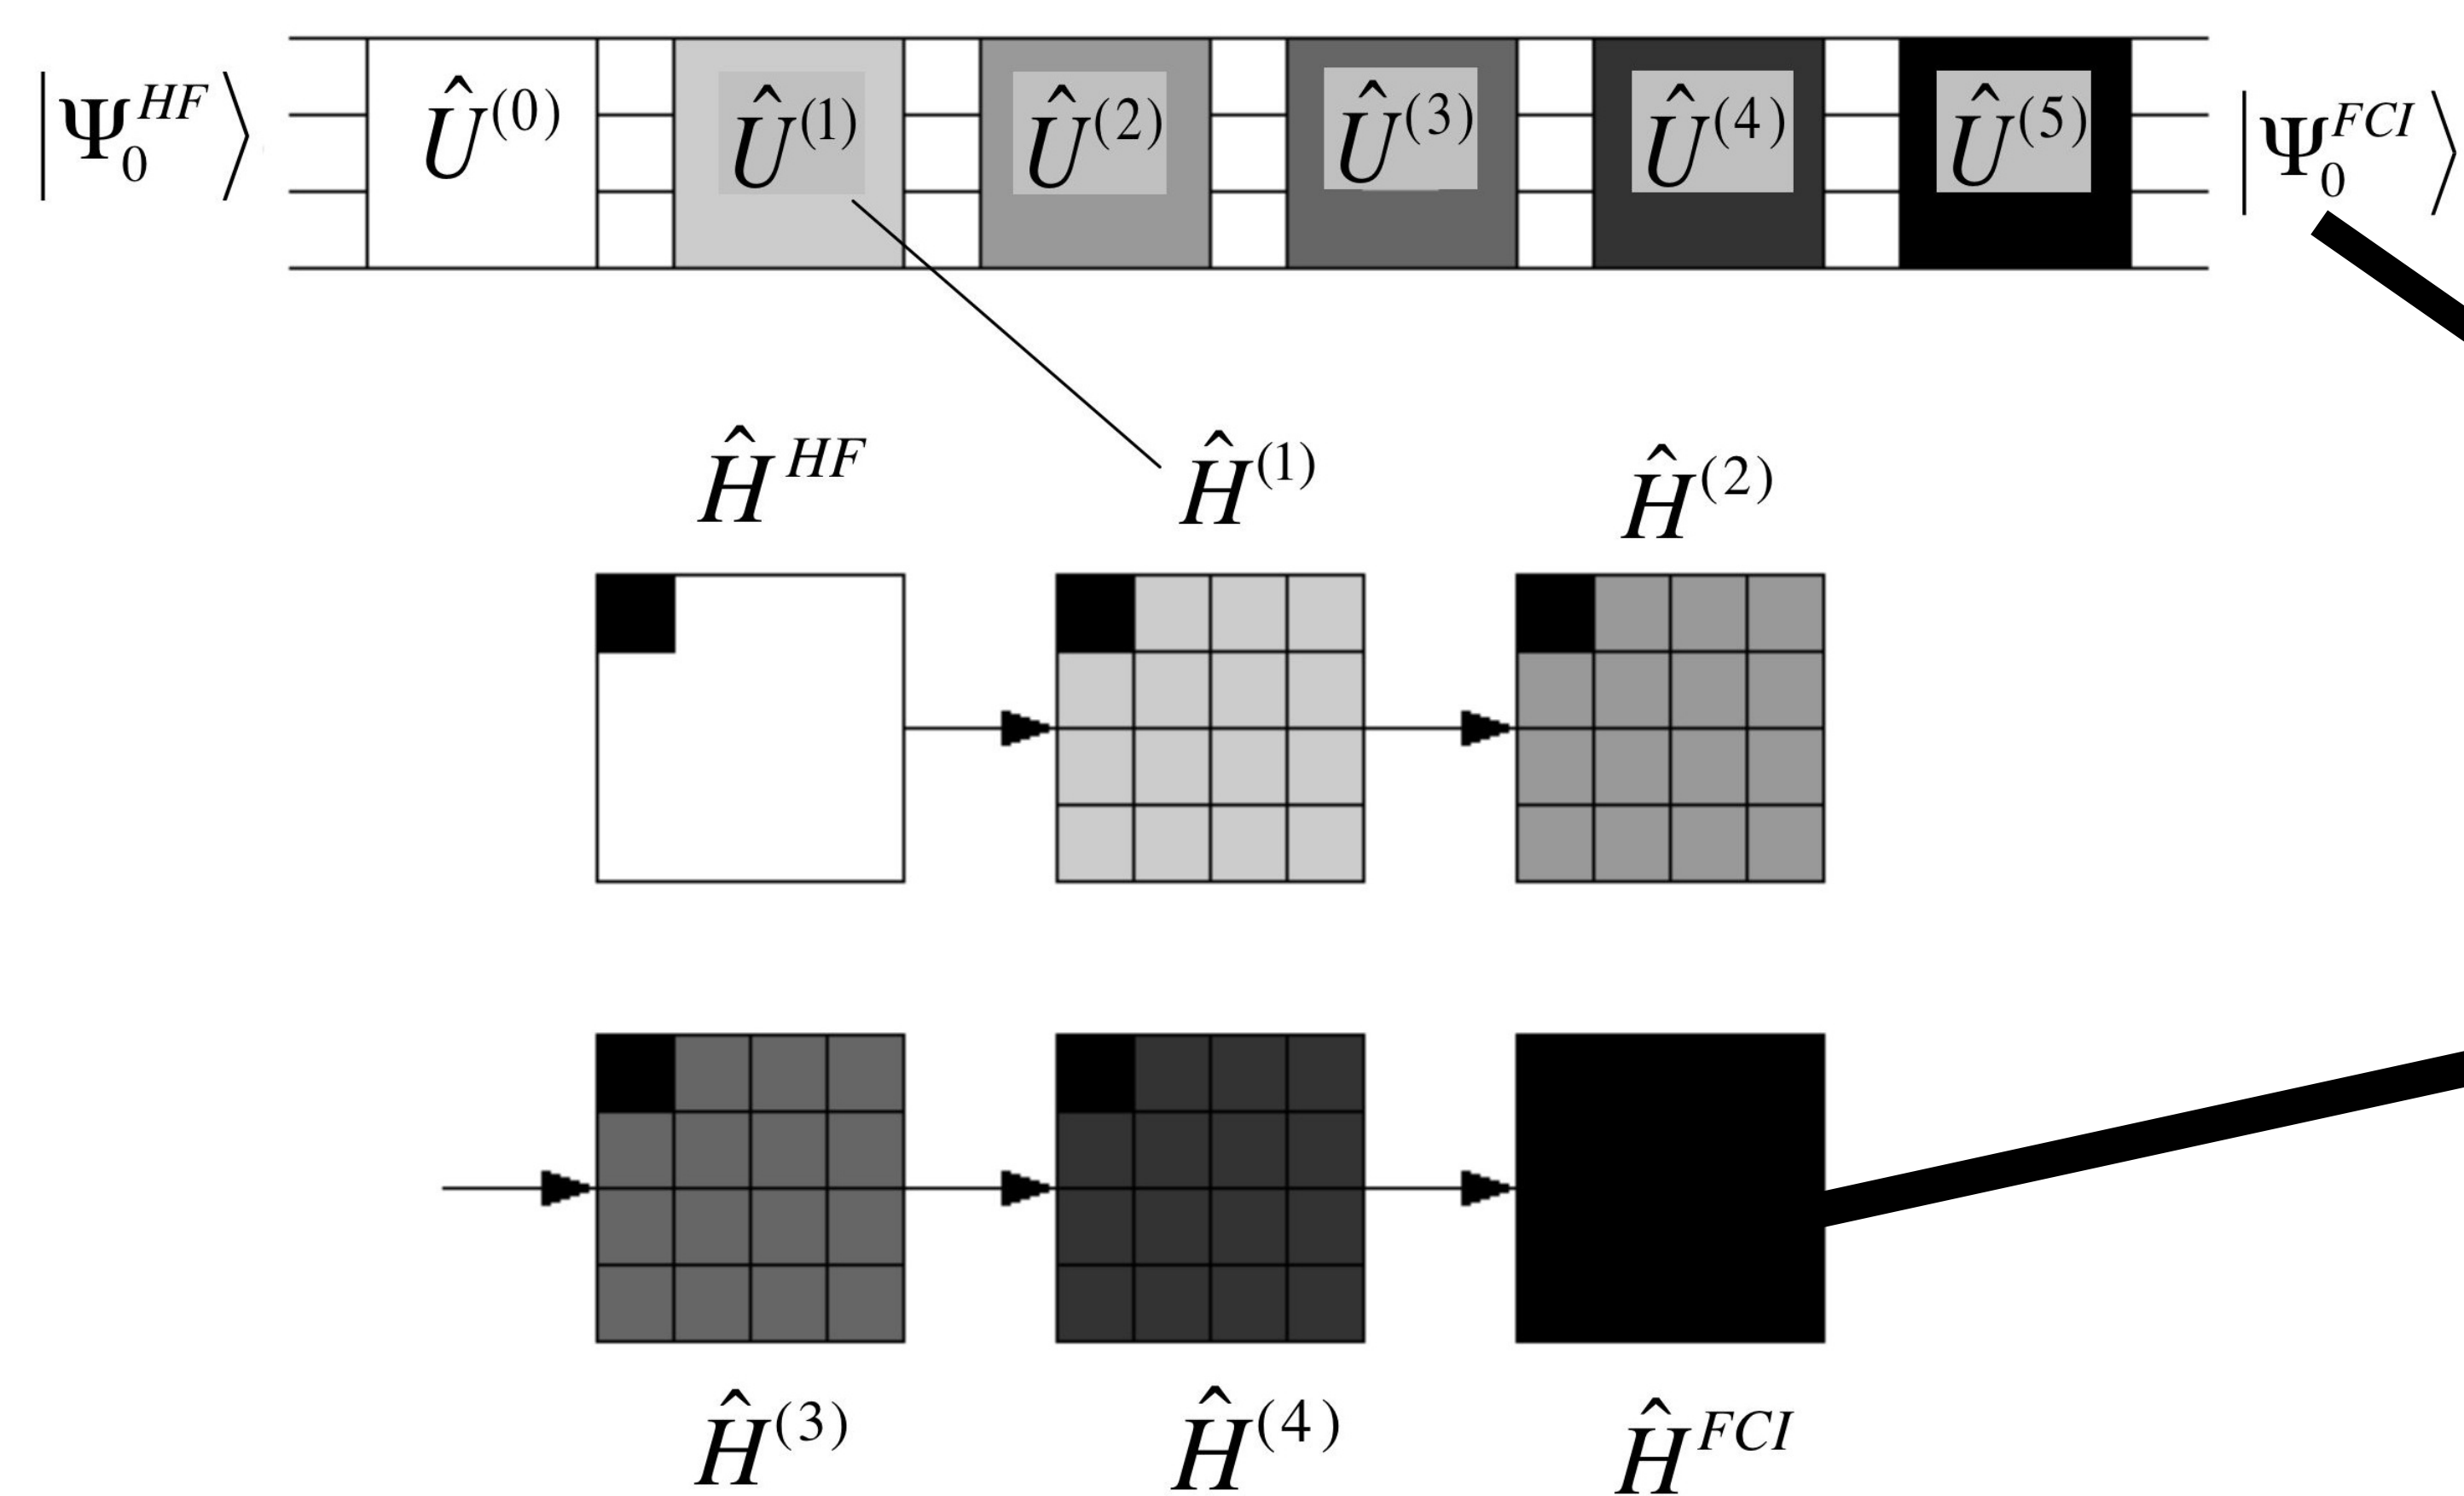 |Ψ₀^{HF}⟩ Û^{(0)} Û^{(1)} Û^{(2)} Û^{(3)} Û^{(4)} Û^{(5)} |Ψ₀^{FCI}⟩
Ĥ^{HF} Ĥ^{(1)} Ĥ^{(2)}
Ĥ^{(3)} Ĥ^{(4)} Ĥ^{FCI}